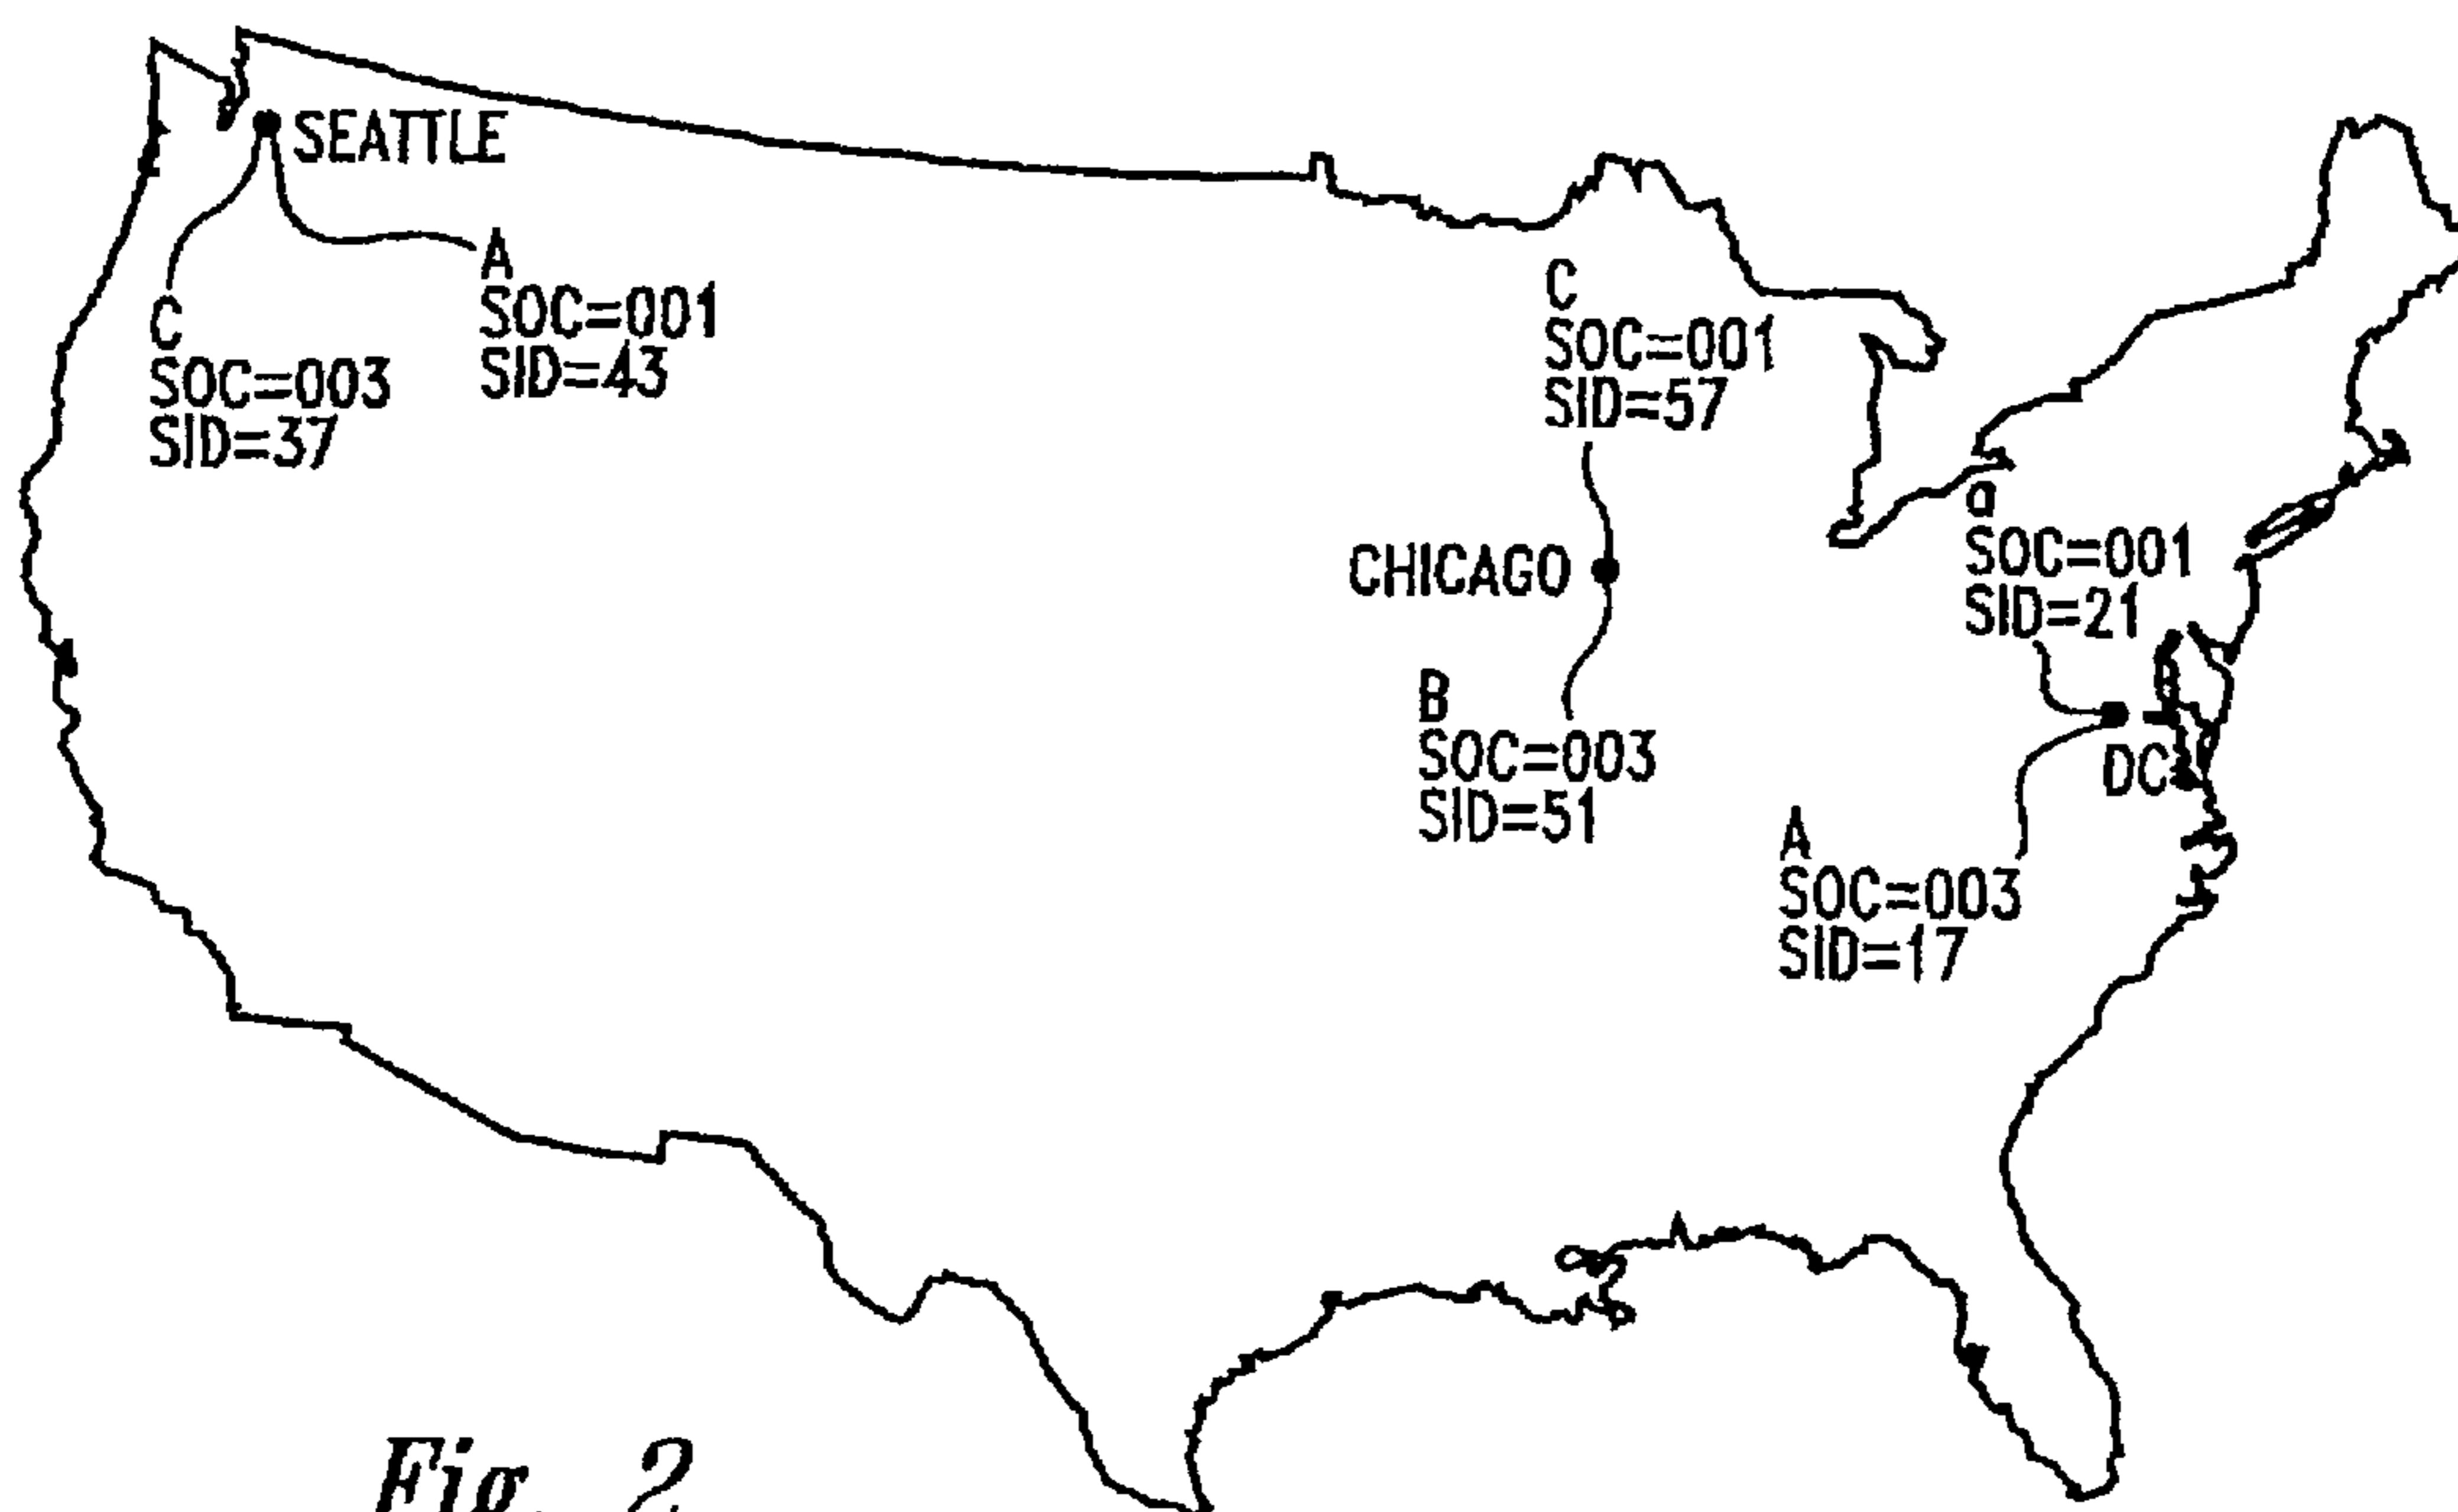 SEATTLE
A
SOC=001
SID=43
C
SOC=003
SID=37
C
SOC=001
SID=57
CHICAGO
B
SOC=003
SID=51
a
SOC=001
SID=21
DC
A
SOC=003
SID=17
Fig. 2